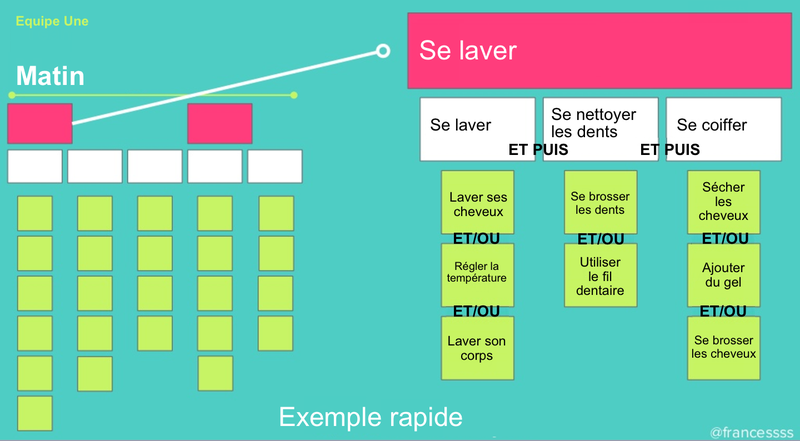 Equipe Une
Matin
Se laver
Se laver
Se nettoyer
les dents
Se coiffer
ET PUIS
ET PUIS
Laver ses
cheveux
ET/OU
Régler la
température
ET/OU
Laver son
corps
Se brosser
les dents
ET/OU
Utiliser
le fil
dentaire
Sécher
les
cheveux
ET/OU
Ajouter
du gel
ET/OU
Se brosser
les cheveux
Exemple rapide
@francessss